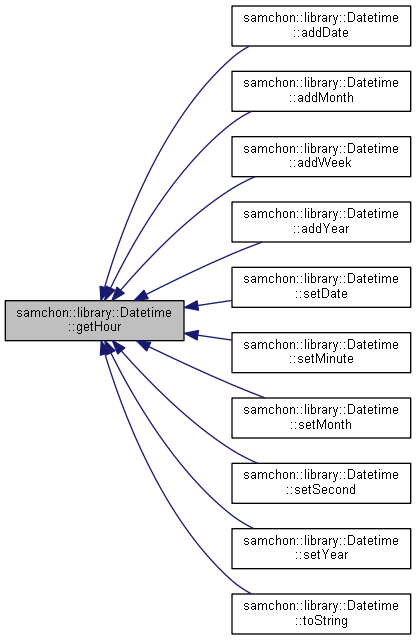 samchon::library::Datetime
::addDate
samchon::library::Datetime
::addMonth
samchon::library::Datetime
::addWeek
samchon::library::Datetime
::addYear
samchon::library::Datetime
::setDate
samchon::library::Datetime
::getHour
samchon::library::Datetime
::setMinute
samchon::library::Datetime
::setMonth
samchon::library::Datetime
::setSecond
samchon::library::Datetime
::setYear
samchon::library::Datetime
::toString